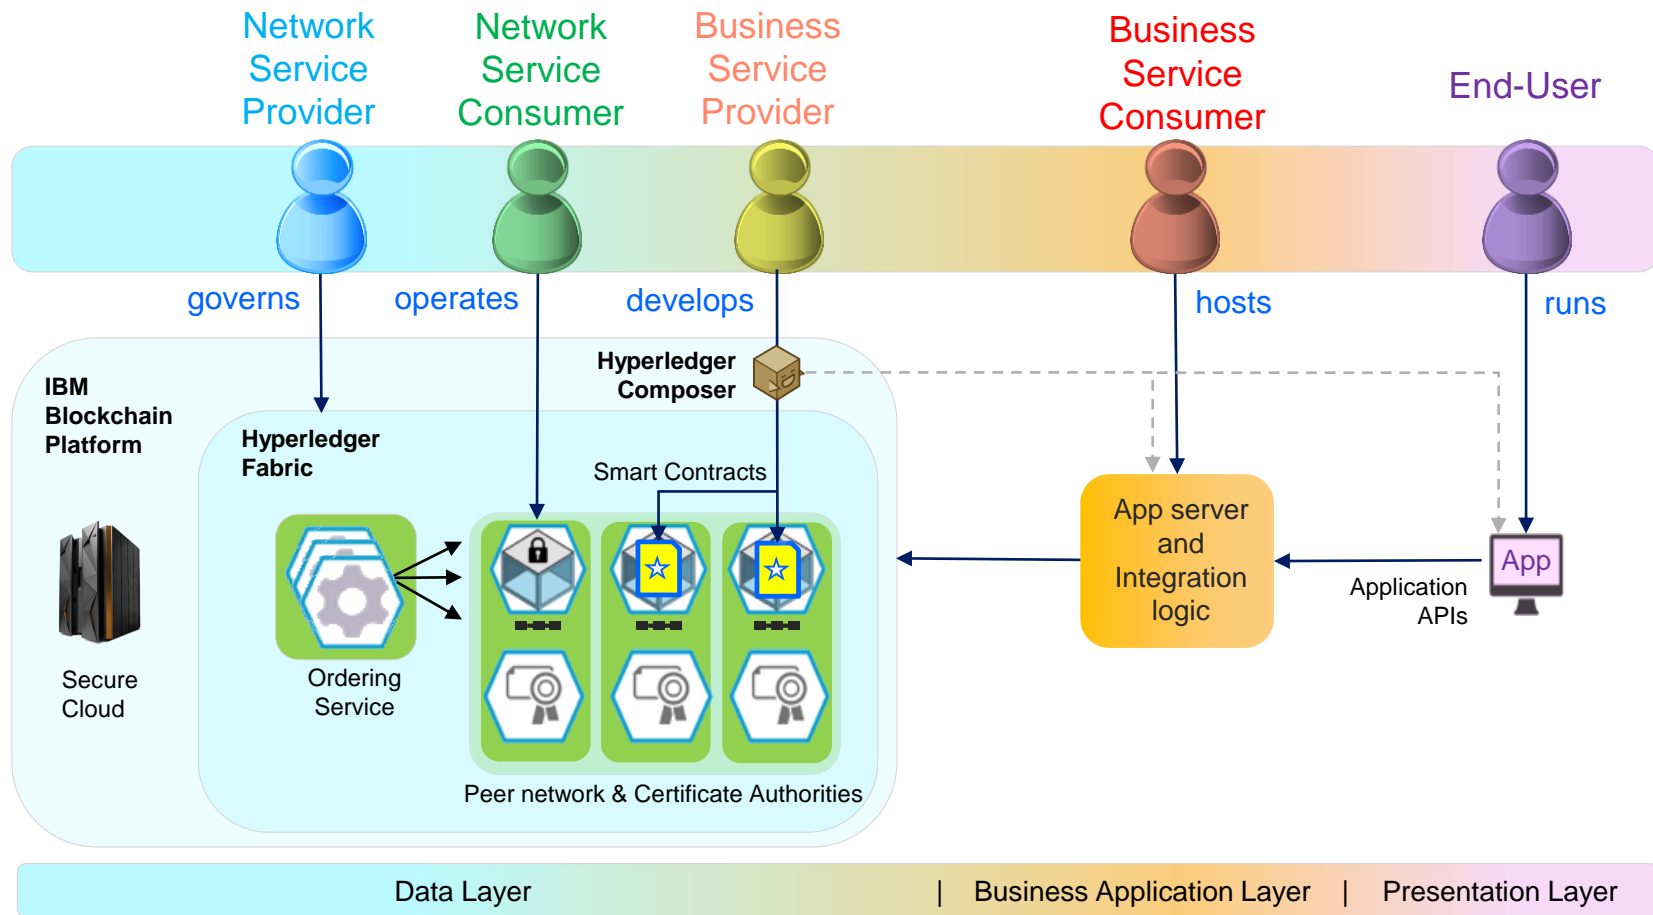 Network
Service
Provider
Network
Service
Consumer
Business
Service
Provider
Business
Service
Consumer
End-User
governs
operates
develops
hosts
runs
IBM
Blockchain
Platform
Hyperledger
Composer
Hyperledger
Fabric
Smart Contracts
Secure
Cloud
Ordering
Service
Peer network & Certificate Authorities
App server
and
Integration
logic
App
Application
APIs
Data Layer | Business Application Layer | Presentation Layer